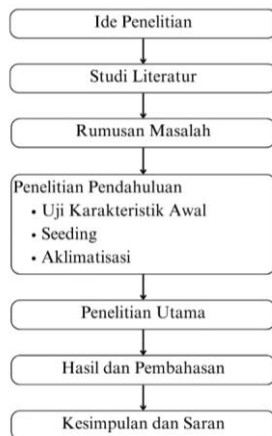 Ide Penelitian
Studi Literatur
Rumusan Masalah
Penelitian Pendahuluan
• Uji Karakteristik Awal
• Seeding
• Aklimatisasi
Penelitian Utama
Hasil dan Pembahasan
Kesimpulan dan Saran